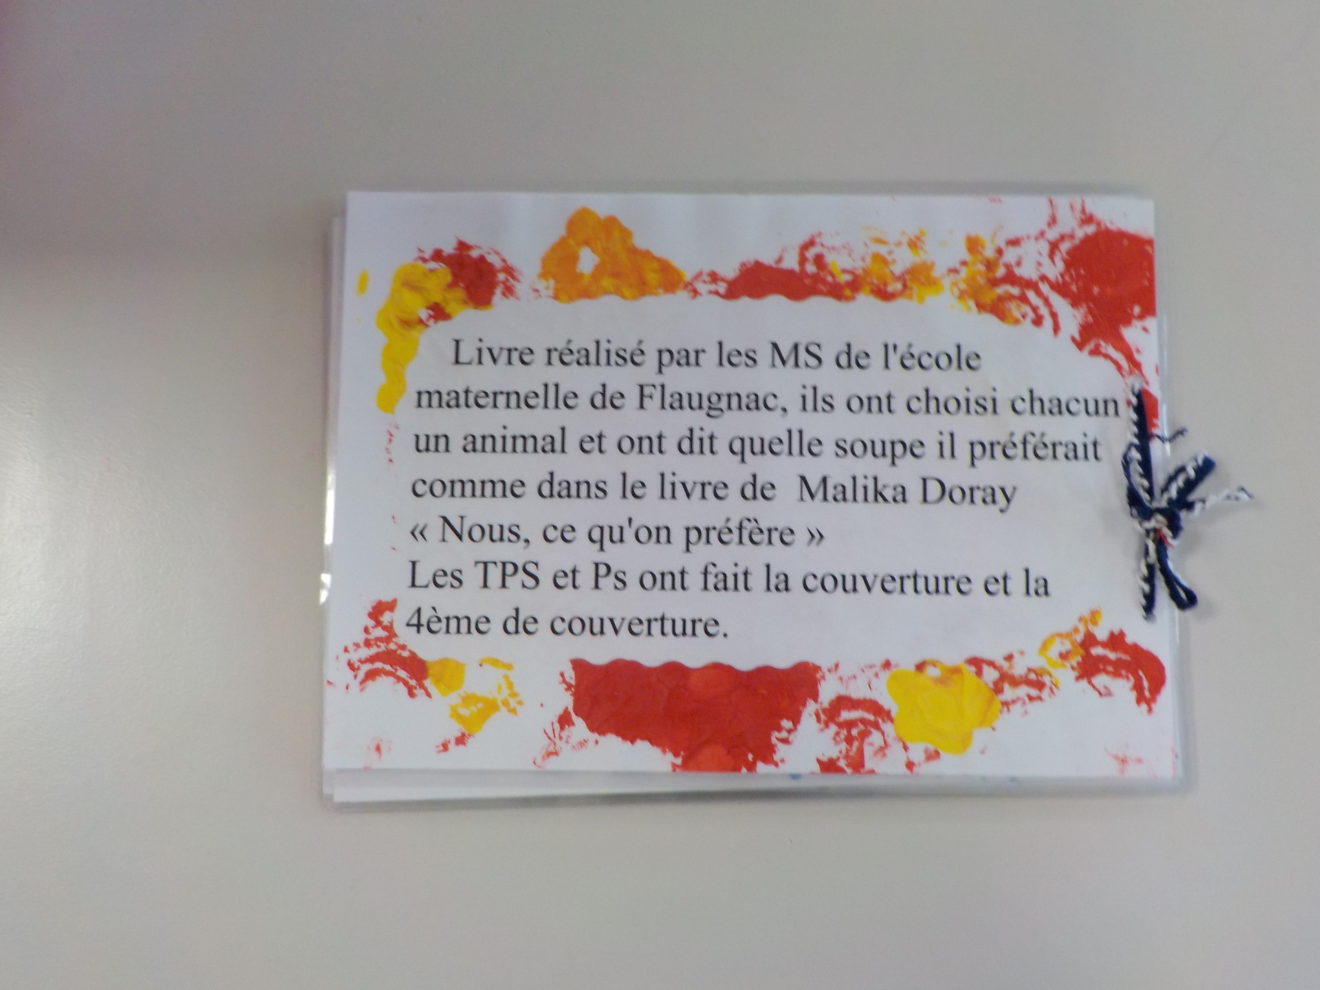 Livre réalisé par les MS de l'école
maternelle de Flaugnac, ils ont choisi chacun
un animal et ont dit quelle soupe il préférait
comme dans le livre de  Malika Doray
« Nous, ce qu'on préfère »
Les TPS et Ps ont fait la couverture et la
4ème de couverture.